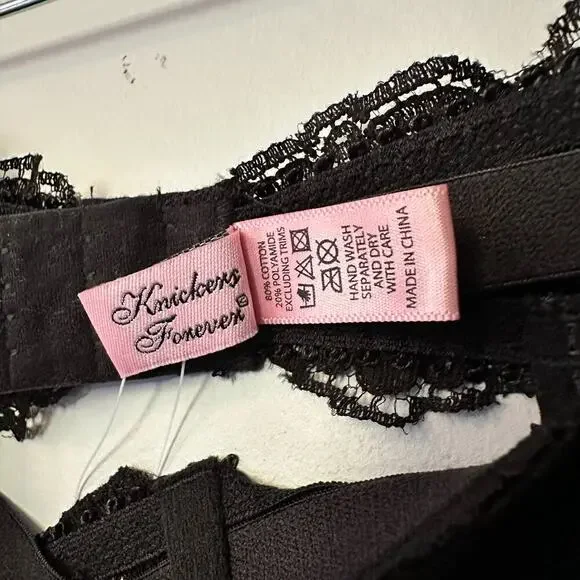 Knickers
Forever®
80% COTTON
20% POLYAMIDE
EXCLUDING TRIMS
HAND WASH
SEPARATELY
AND DRY
WITH CARE
MADE IN CHINA